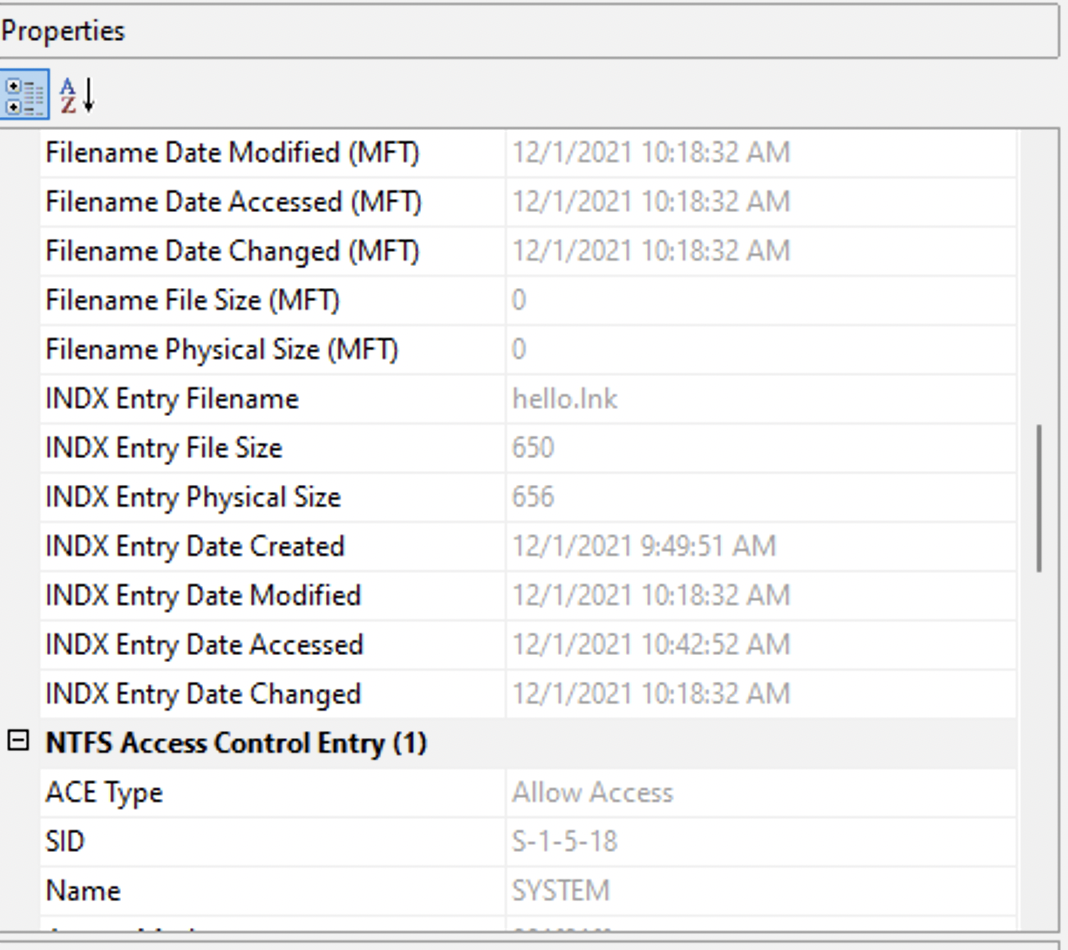 Properties
AZ
Filename Date Modified (MFT) 12/1/2021 10:18:32 AM
Filename Date Accessed (MFT) 12/1/2021 10:18:32 AM
Filename Date Changed (MFT) 12/1/2021 10:18:32 AM
Filename File Size (MFT) 0
Filename Physical Size (MFT) 0
INDX Entry Filename hello.lnk
INDX Entry File Size 650
INDX Entry Physical Size 656
INDX Entry Date Created 12/1/2021 9:49:51 AM
INDX Entry Date Modified 12/1/2021 10:18:32 AM
INDX Entry Date Accessed 12/1/2021 10:42:52 AM
INDX Entry Date Changed 12/1/2021 10:18:32 AM
NTFS Access Control Entry (1)
ACE Type Allow Access
SID S-1-5-18
Name SYSTEM